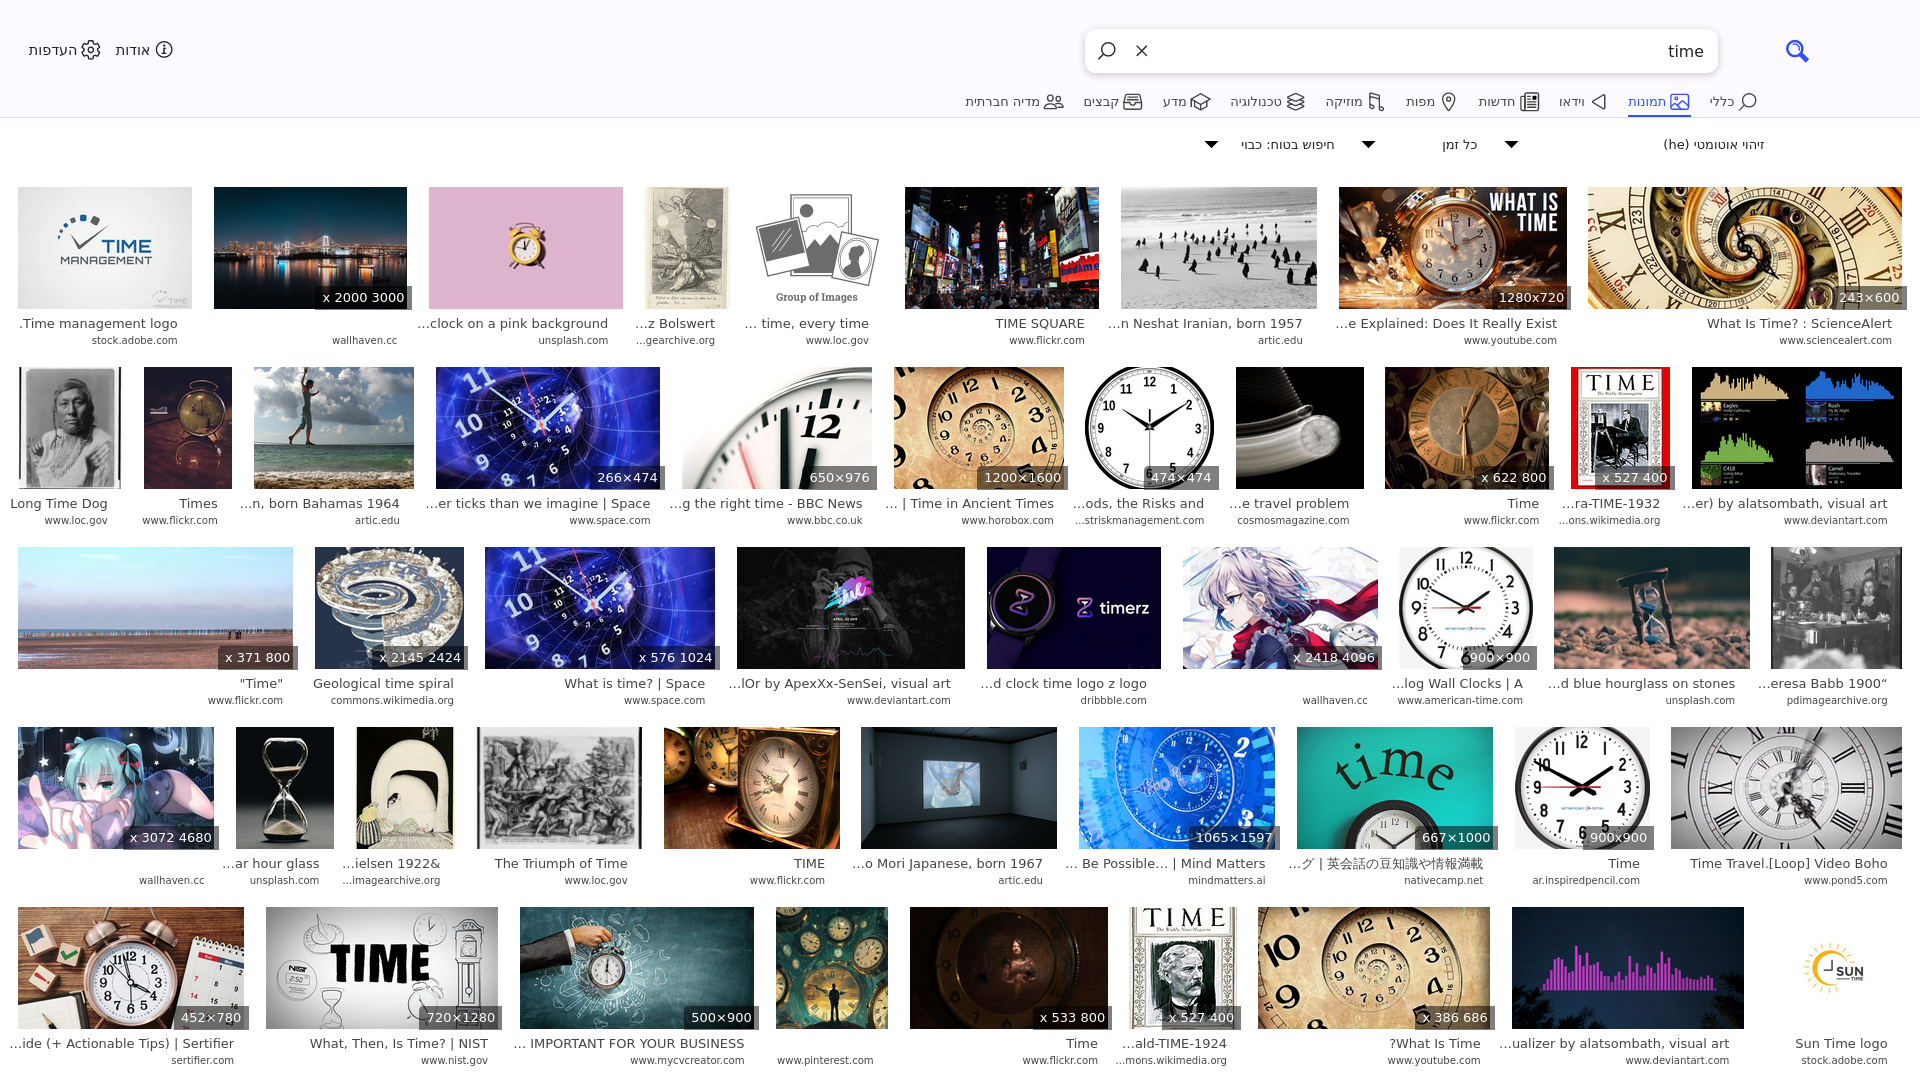 time
אודות
העדפות
כללי
תמונות
וידאו
חדשות
מפות
מוזיקה
טכנולוגיה
מדע
קבצים
מדיה חברתית
זיהוי אוטומטי (he)
כל זמן
חיפוש בטוח: כבוי
WHAT IS
TIME
243×600
1280x720
Group of Images
3000 x 2000
TIME
MANAGEMENT
What Is Time? : ScienceAlert
www.sciencealert.com
e Explained: Does It Really Exist…
www.youtube.com
n Neshat Iranian, born 1957…
artic.edu
TIME SQUARE
www.flickr.com
time, every time …
www.loc.gov
z Bolswert…
gearchive.org…
clock on a pink background…
unsplash.com
wallhaven.cc
Time management logo.
stock.adobe.com
TIME
400 x 527
800 x 622
474×474
1200×1600
650×976
266×474
er) by alatsombath, visual art…
www.deviantart.com
ra-TIME-1932…
ons.wikimedia.org…
Time
www.flickr.com
e travel problem…
cosmosmagazine.com
ods, the Risks and…
striskmanagement.com…
Time in Ancient Times | …
www.horobox.com
g the right time - BBC News…
www.bbc.co.uk
er ticks than we imagine | Space…
www.space.com
n, born Bahamas 1964…
artic.edu
Times
www.flickr.com
Long Time Dog
www.loc.gov
900×900
4096 x 2418
timerz
1024 x 576
2424 x 2145
800 x 371
eresa Babb 1900“…
pdimagearchive.org
d blue hourglass on stones…
unsplash.com
log Wall Clocks | A…
www.american-time.com
wallhaven.cc
d clock time logo z logo…
dribbble.com
lOr by ApexXx-SenSei, visual art…
www.deviantart.com
What is time? | Space
www.space.com
Geological time spiral
commons.wikimedia.org
"Time"
www.flickr.com
900x900
time
667×1000
1065×1597
4680 x 3072
Time Travel.[Loop] Video Boho
www.pond5.com
Time
ar.inspiredpencil.com
グ | 英会話の豆知識や情報満載…
nativecamp.net
Be Possible… | Mind Matters …
mindmatters.ai
o Mori Japanese, born 1967…
artic.edu
TIME
www.flickr.com
The Triumph of Time
www.loc.gov
ielsen 1922&…
imagearchive.org…
ar hour glass…
unsplash.com
wallhaven.cc
SUN
TIME
686 x 386
TIME
400 x 527
800 x 533
500×900
NIST
TIME
720×1280
452×780
Sun Time logo
stock.adobe.com
ualizer by alatsombath, visual art…
www.deviantart.com
What Is Time?
www.youtube.com
ald-TIME-1924…
mons.wikimedia.org…
Time
www.flickr.com
www.pinterest.com
IMPORTANT FOR YOUR BUSINESS …
www.mycvcreator.com
What, Then, Is Time? | NIST
www.nist.gov
ide (+ Actionable Tips) | Sertifier…
sertifier.com